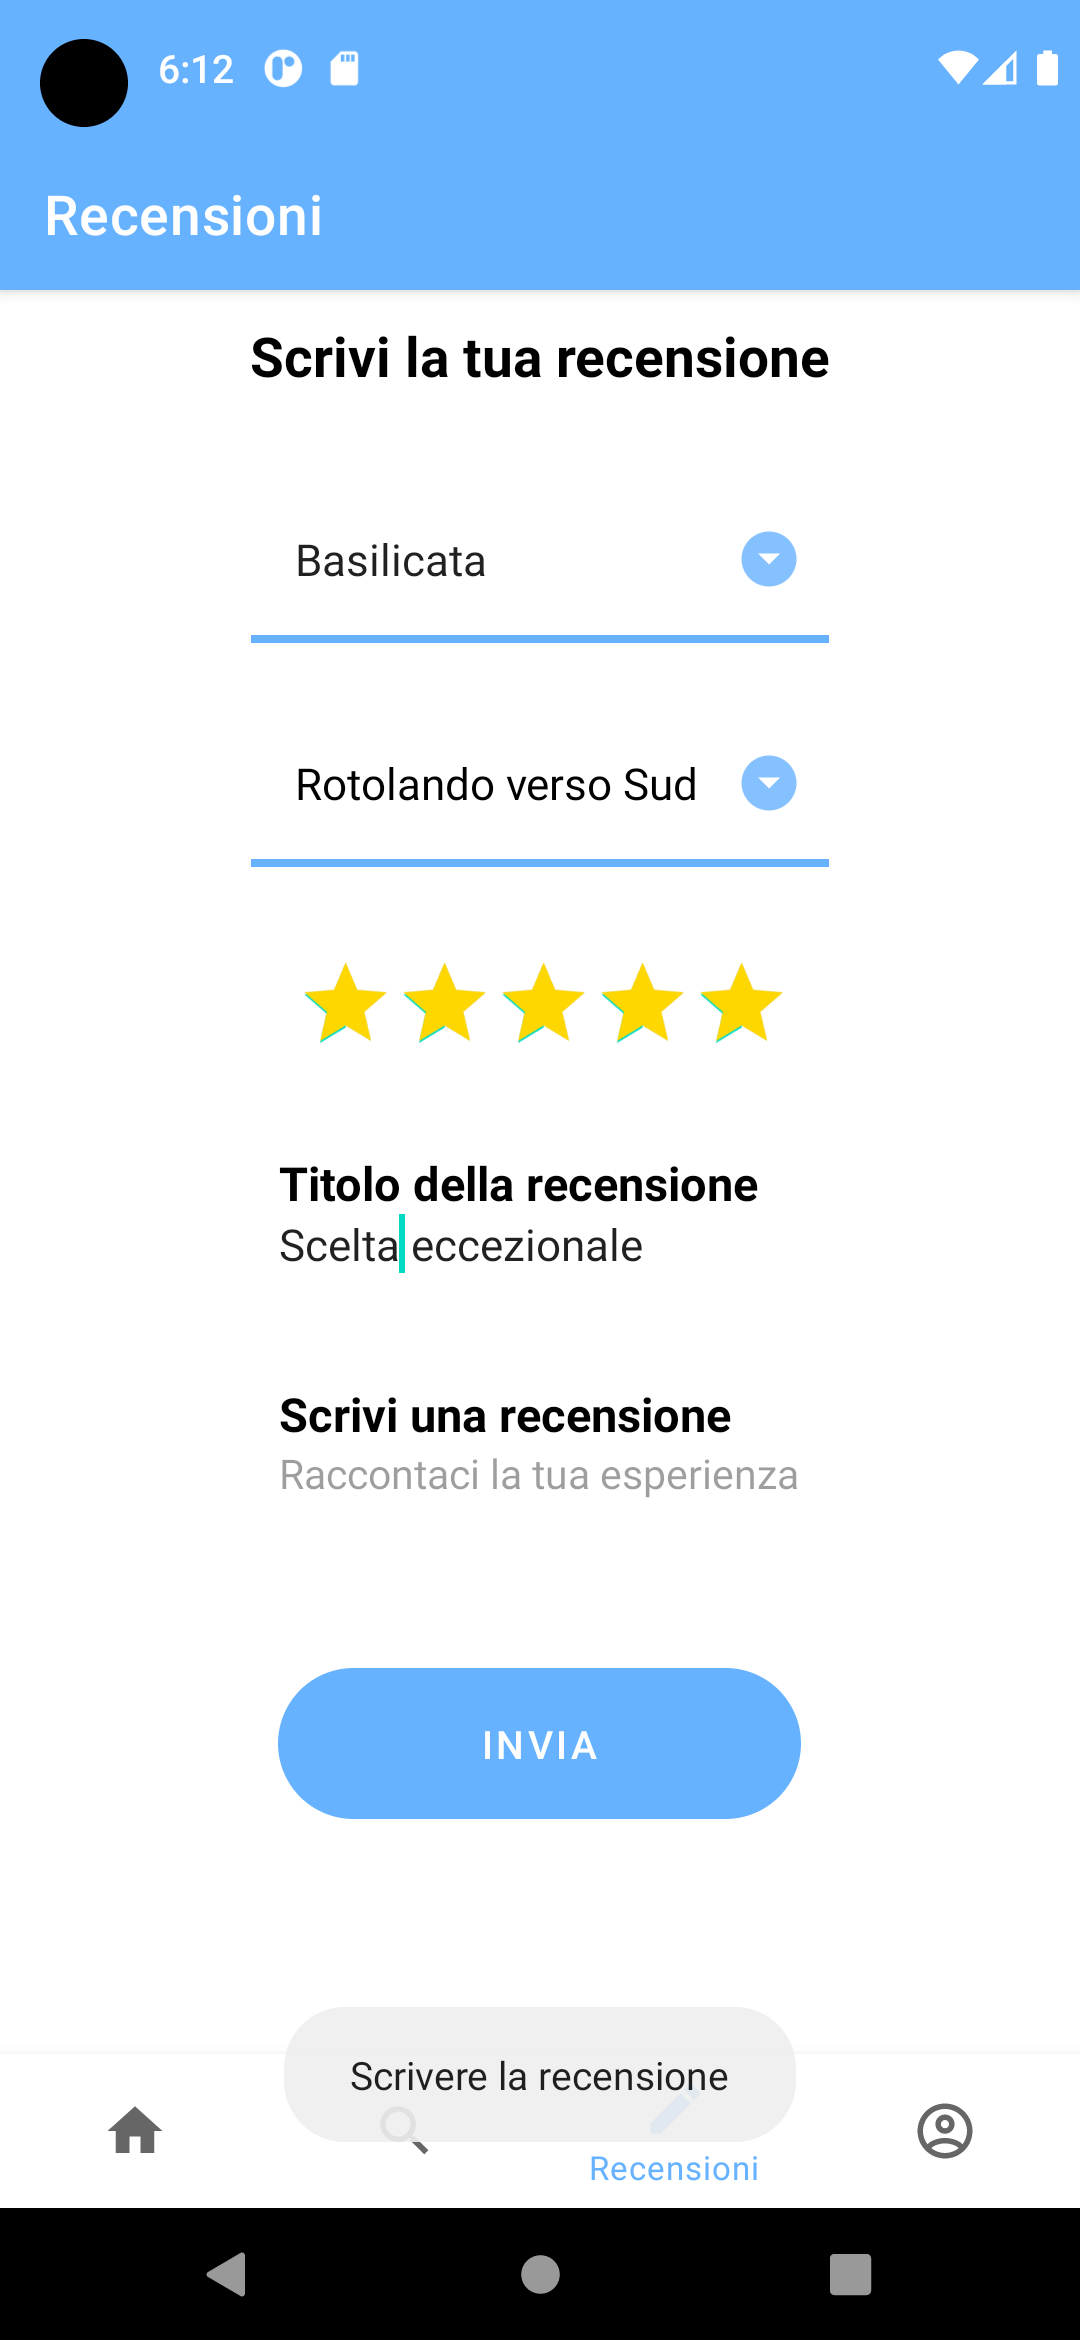 6:12
Recensioni
Scrivi la tua recensione
Basilicata
Rotolando verso Sud
Titolo della recensione
Scelta eccezionale
Scrivi una recensione
Raccontaci la tua esperienza
INVIA
Scrivere la recensione
Recensioni